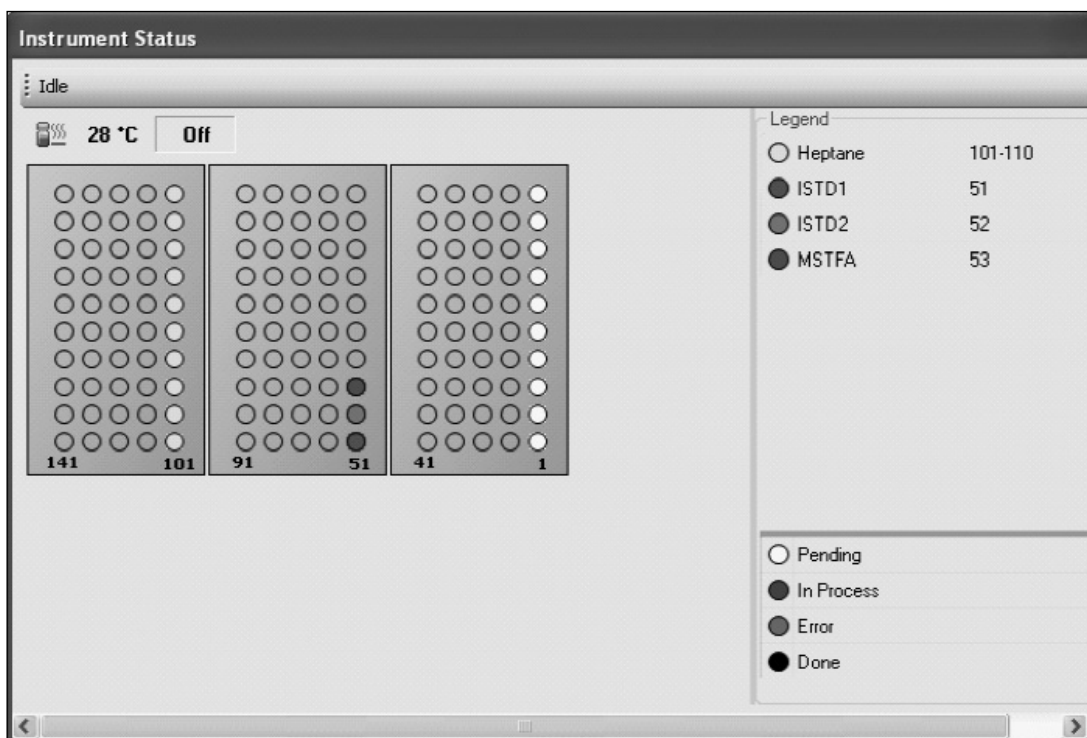 Instrument Status
Idle
28 °C Off
Legend
Heptane 101-110
ISTD1 51
ISTD2 52
MSTFA 53
141 101 91 51 41 1
Pending
In Process
Error
Done